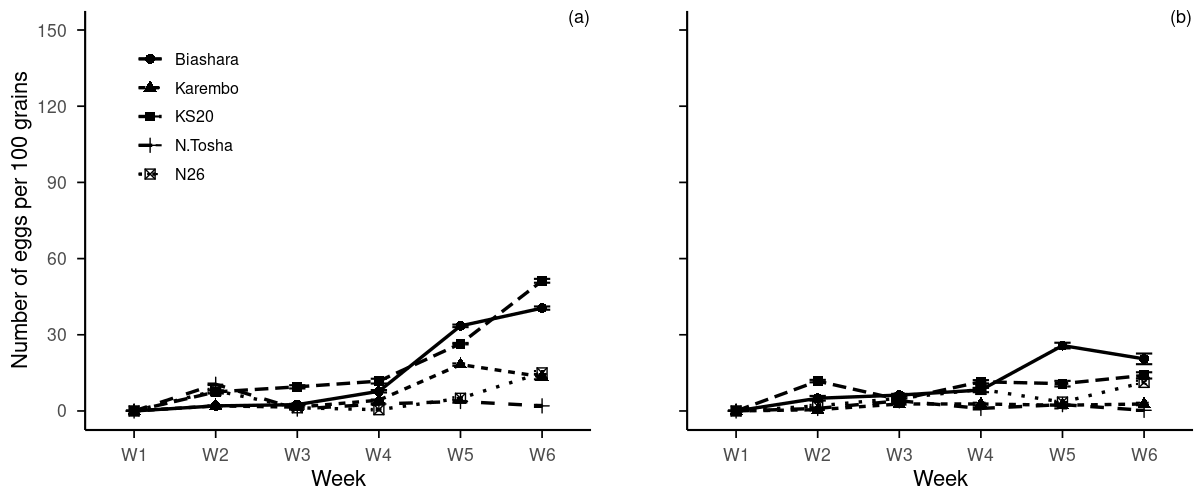 (a)
(b)
150
120
90
60
30
0
Number of eggs per 100 grains
Biashara
Karembo
KS20
N.Tosha
N26
W1 W2 W3 W4 W5 W6
Week
W1 W2 W3 W4 W5 W6
Week